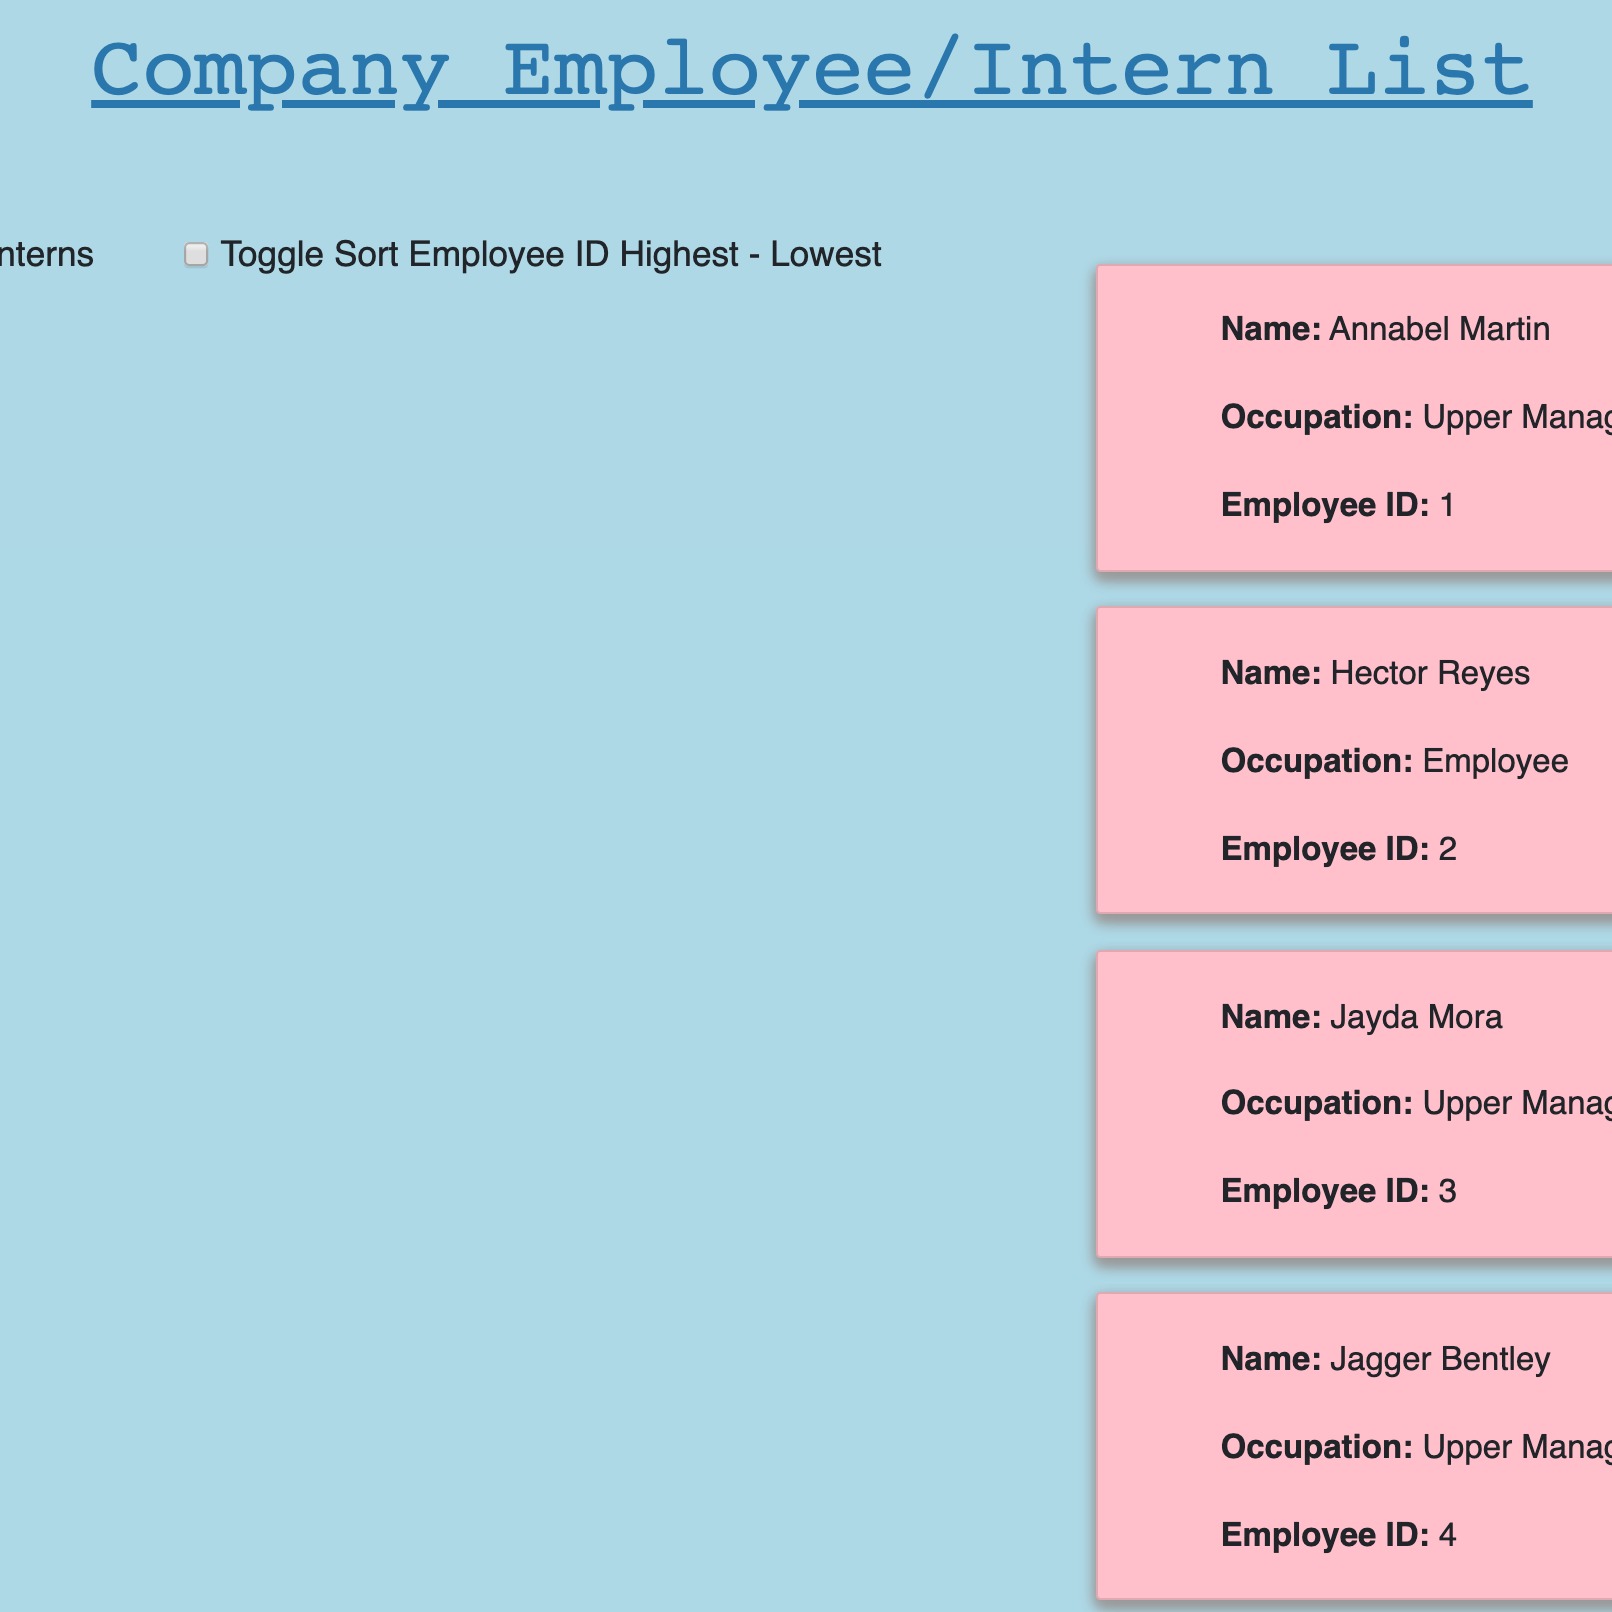 Company Employee/Intern List
nterns
Toggle Sort Employee ID Highest - Lowest
Name: Annabel Martin
Occupation: Upper Manag
Employee ID: 1
Name: Hector Reyes
Occupation: Employee
Employee ID: 2
Name: Jayda Mora
Occupation: Upper Manag
Employee ID: 3
Name: Jagger Bentley
Occupation: Upper Manag
Employee ID: 4